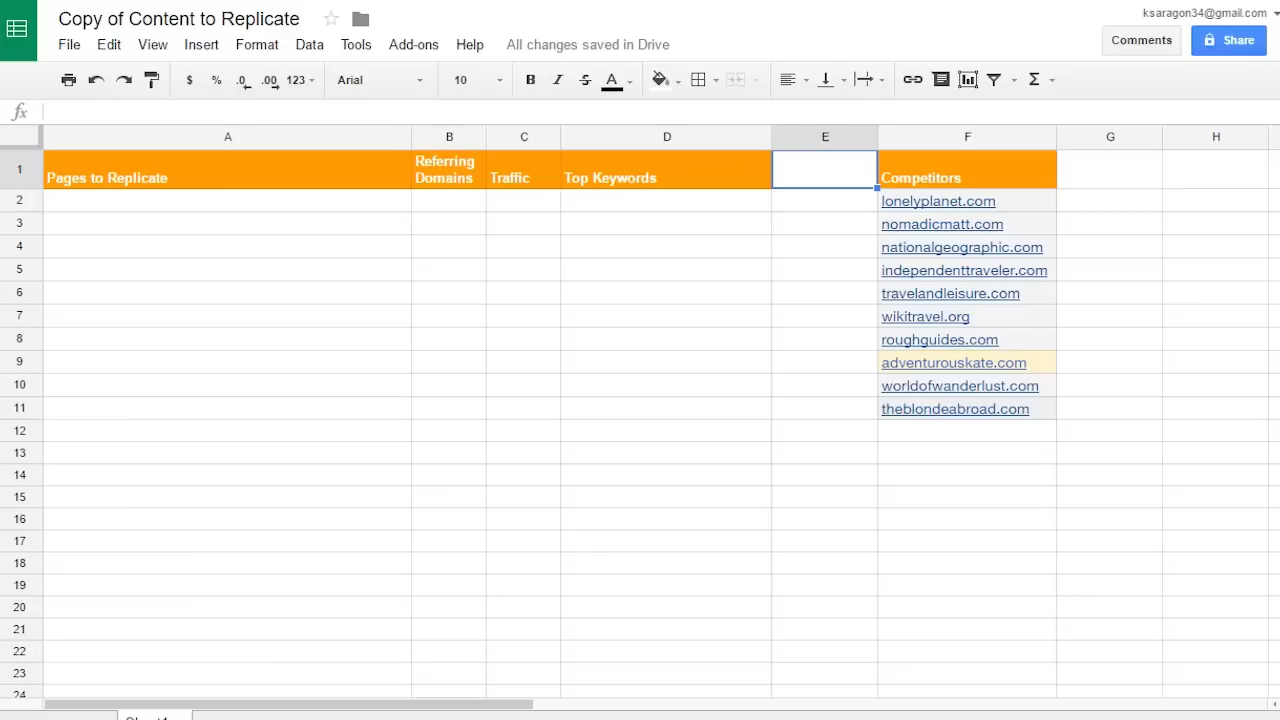 Copy of Content to Replicate
ksaragon34@gmail.com
File Edit View Insert Format Data Tools Add-ons Help All changes saved in Drive
Comments Share
$ % .0 .00 123 Arial 10 B I S A Σ
fx
A B C D E F G H
1 Pages to Replicate Referring Domains Traffic Top Keywords Competitors
2 lonelyplanet.com
3 nomadicmatt.com
4 nationalgeographic.com
5 independenttraveler.com
6 travelandleisure.com
7 wikitravel.org
8 roughguides.com
9 adventurouskate.com
10 worldofwanderlust.com
11 theblondeabroad.com
12
13
14
15
16
17
18
19
20
21
22
23
24